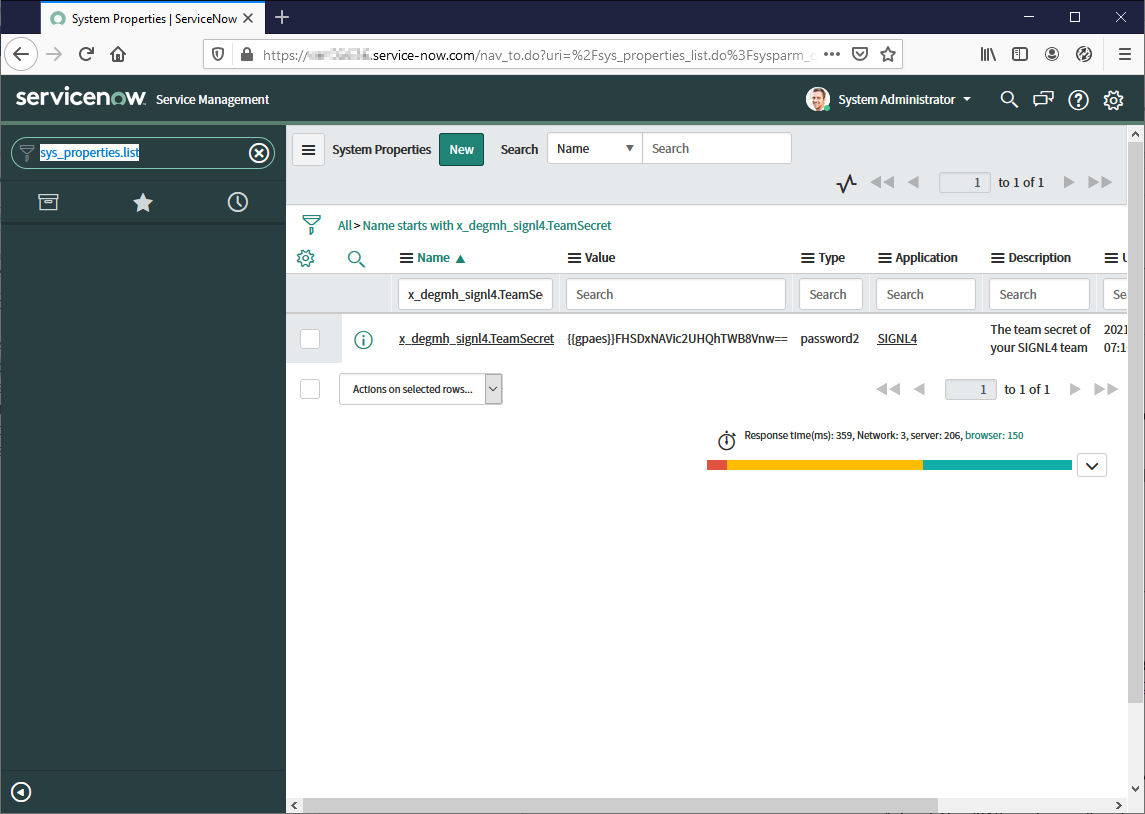 System Properties | ServiceNow
https://.service-now.com/nav_to.do?uri=%2Fsys_properties_list.do%3Fsysparm_
servicenow Service Management
System Administrator
sys_properties.list
System Properties New Search Name Search
1 to 1 of 1
All > Name starts with x_degmh_signl4.TeamSecret
Name Value Type Application Description U
x_degmh_signl4.TeamSe Search Search Search Search Se
x_degmh_signl4.TeamSecret {{gpaes}}FHSDxNAVic2UHQhTWB8Vnw== password2 SIGNL4 The team secret of 2021
your SIGNL4 team 07:1
Actions on selected rows... 1 to 1 of 1
Response time(ms): 359, Network: 3, server: 206, browser: 150